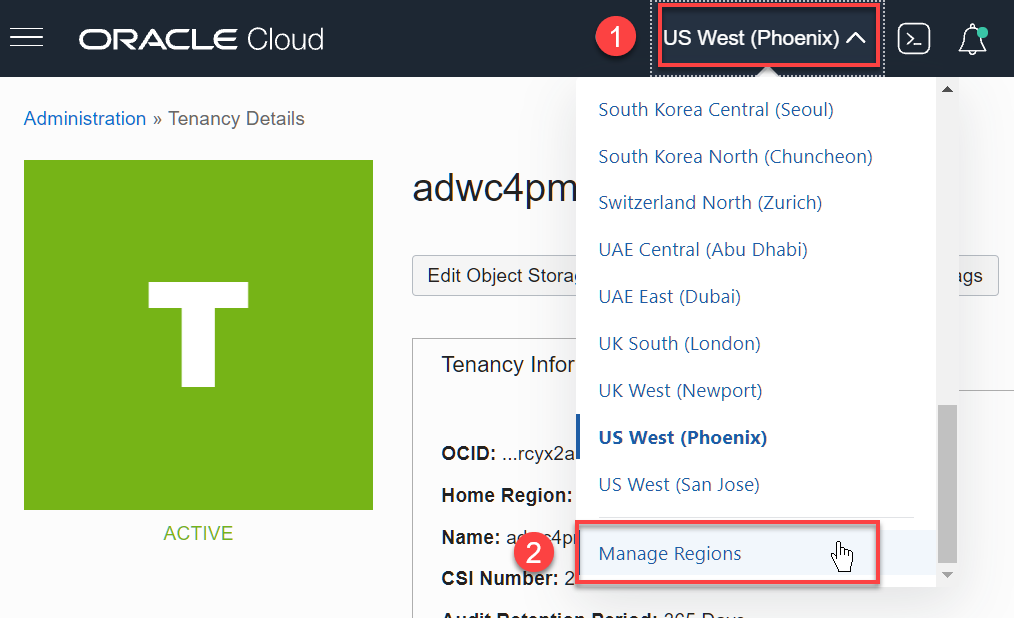 ORACLE Cloud
1
US West (Phoenix)
Administration » Tenancy Details
T
ACTIVE
adwc4pm
Edit Object Storag
ags
Tenancy Infor
OCID: ...rcyx2a
Home Region:
Name: adwc4pm
CSI Number: 2
Audit Retention Period: 365 Days
South Korea Central (Seoul)
South Korea North (Chuncheon)
Switzerland North (Zurich)
UAE Central (Abu Dhabi)
UAE East (Dubai)
UK South (London)
UK West (Newport)
US West (Phoenix)
US West (San Jose)
2
Manage Regions